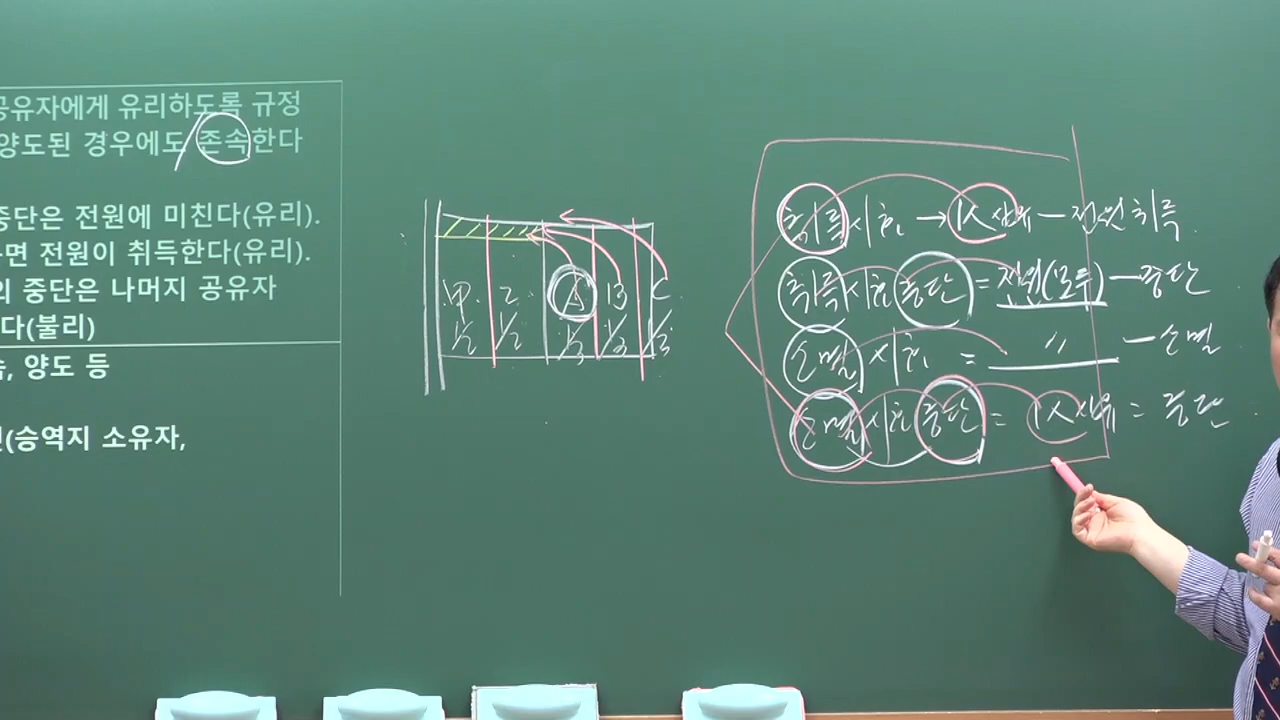 공유자에게 유리하도록 규정
양도된 경우에도 존속한다
중단은 전원에 미친다(유리).
면 전원이 취득한다(유리).
의 중단은 나머지 공유자
다(불리)
, 양도 등
(승역지 소유자,
甲 乙 A B C
1/2 1/2 1/3 1/3 1/3
취득시효 → 1人 사유 — 전원취득
취득시효중단 = 전원(모두) — 중단
소멸시효 = 〃 — 소멸
소멸시효중단 = 1人 사유 = 중단